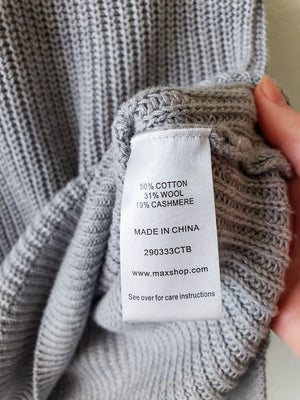 50% COTTON
31% WOOL
19% CASHMERE
MADE IN CHINA
290333CTB
www.maxshop.com
See over for care instructions